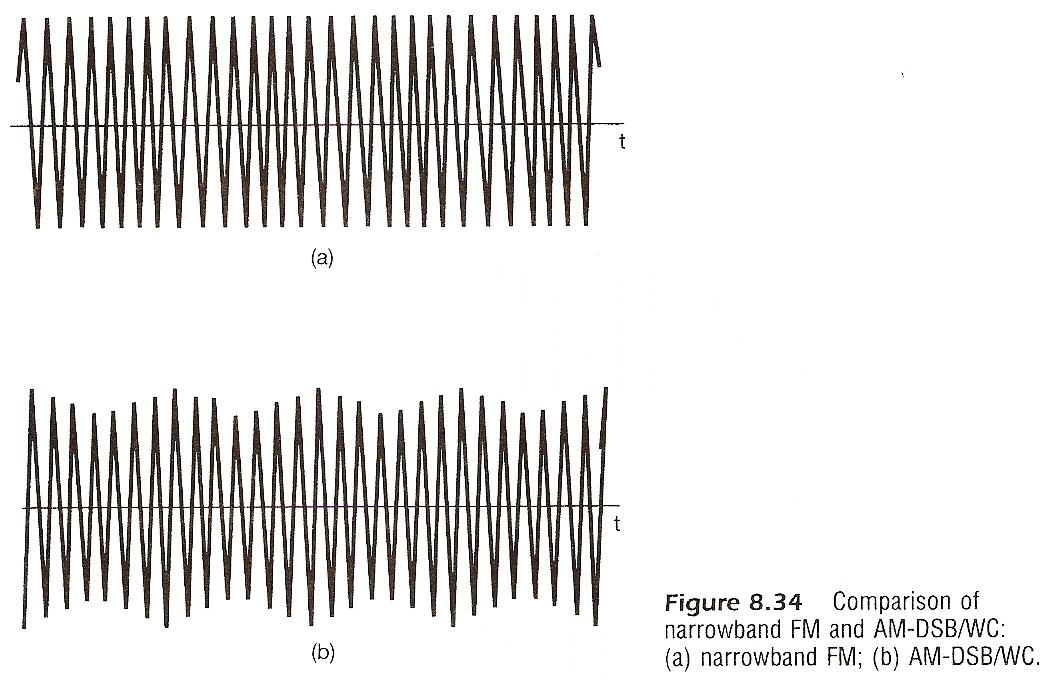 t
(a)
t
(b)
Figure 8.34 Comparison of
narrowband FM and AM-DSB/WC:
(a) narrowband FM; (b) AM-DSB/WC.